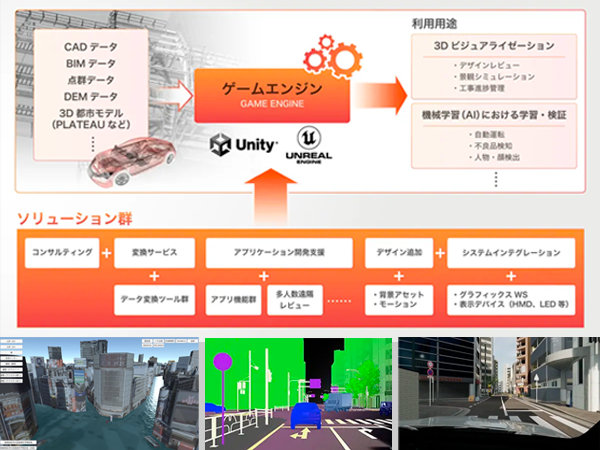 CAD データ
BIM データ
点群データ
DEM データ
3D 都市モデル
(PLATEAU など)
ゲームエンジン
GAME ENGINE
Unity
UNREAL
ENGINE
利用用途
3D ビジュアライゼーション
・デザインレビュー
・景観シミュレーション
・工事進捗管理
機械学習 (AI) における学習・検証
・自動運転
・不良品検知
・人物・顔検出
ソリューション群
コンサルティング + 変換サービス + アプリケーション開発支援 デザイン追加 + システムインテグレーション
データ変換ツール群 アプリ機能群 多人数遠隔
レビュー
・背景アセット
・モーション
・グラフィックス WS
・表示デバイス (HMD、LED 等)